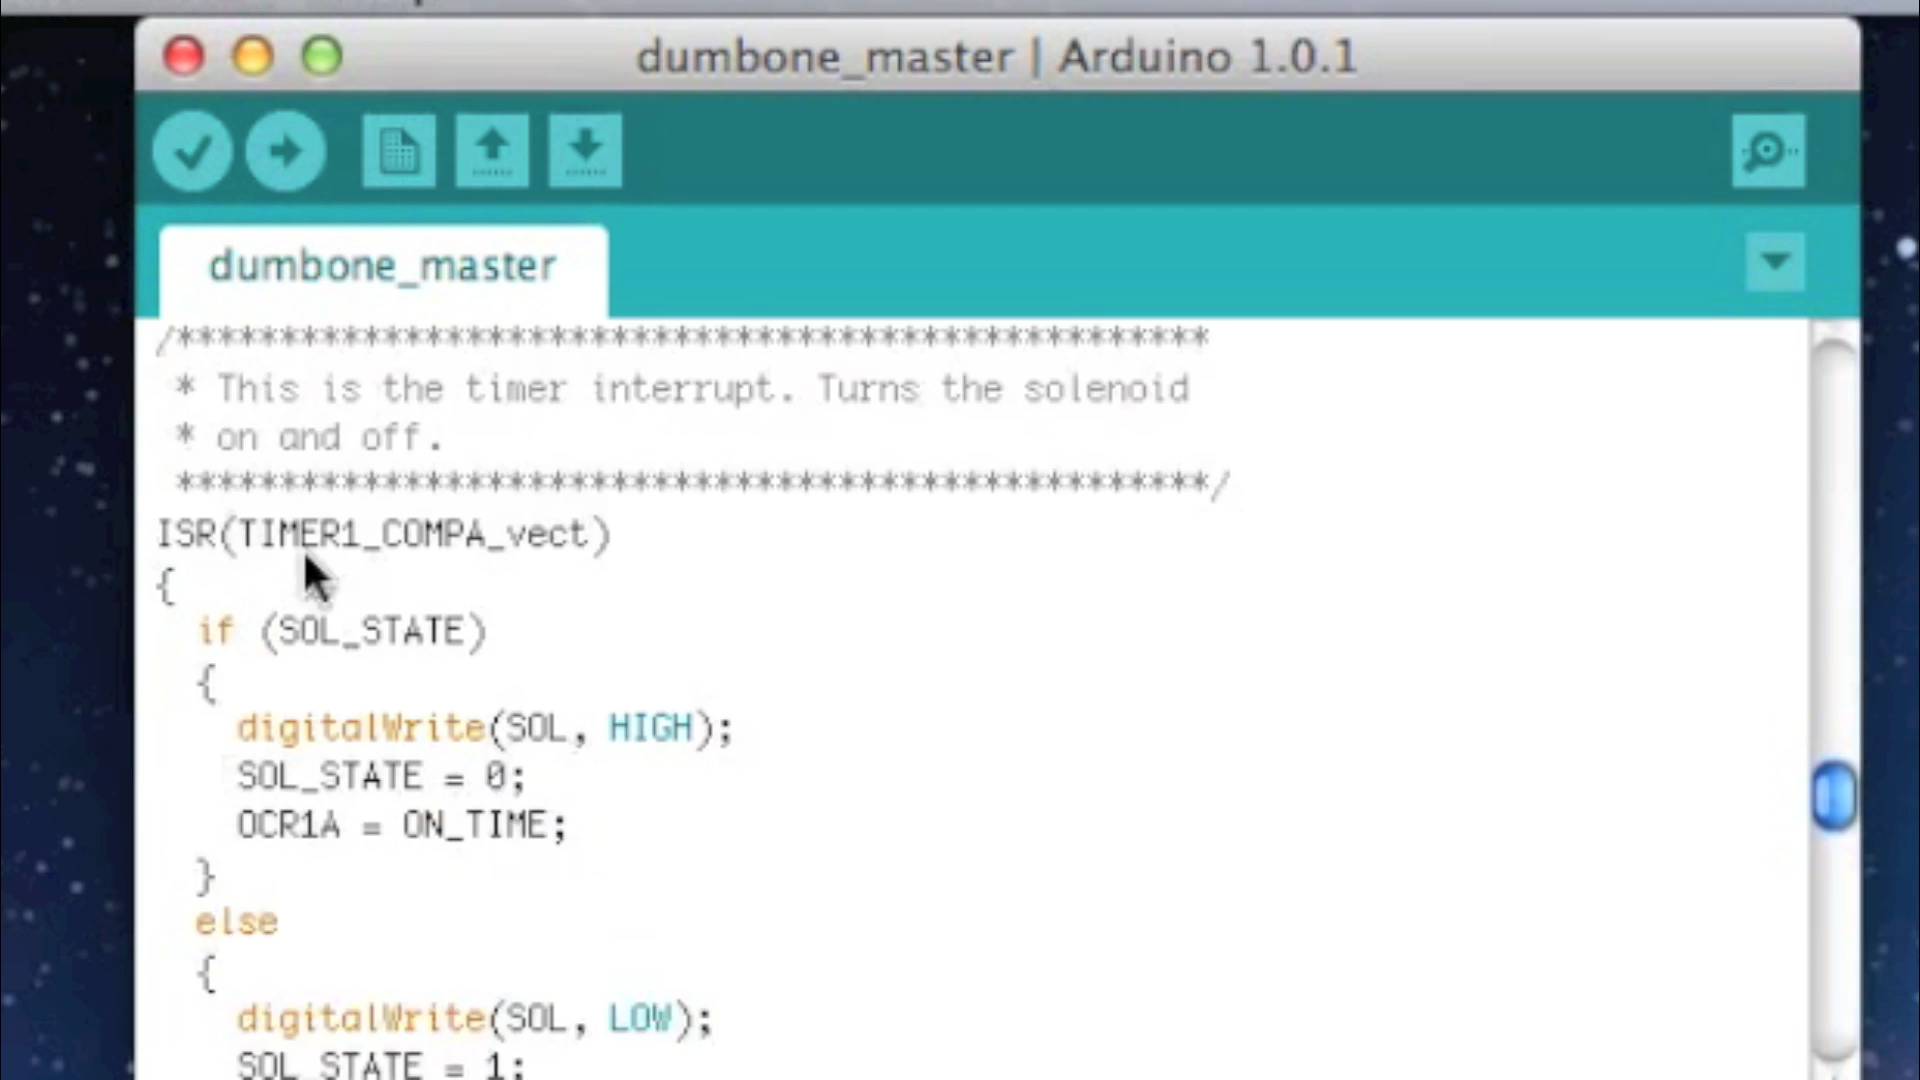 dumbone_master | Arduino 1.0.1
dumbone_master
/**************************************************
* This is the timer interrupt. Turns the solenoid
* on and off.
**************************************************/
ISR(TIMER1_COMPA_vect)
{
if (SOL_STATE)
{
digitalWrite(SOL, HIGH);
SOL_STATE = 0;
OCR1A = ON_TIME;
}
else
{
digitalWrite(SOL, LOW);
SOL_STATE = 1;